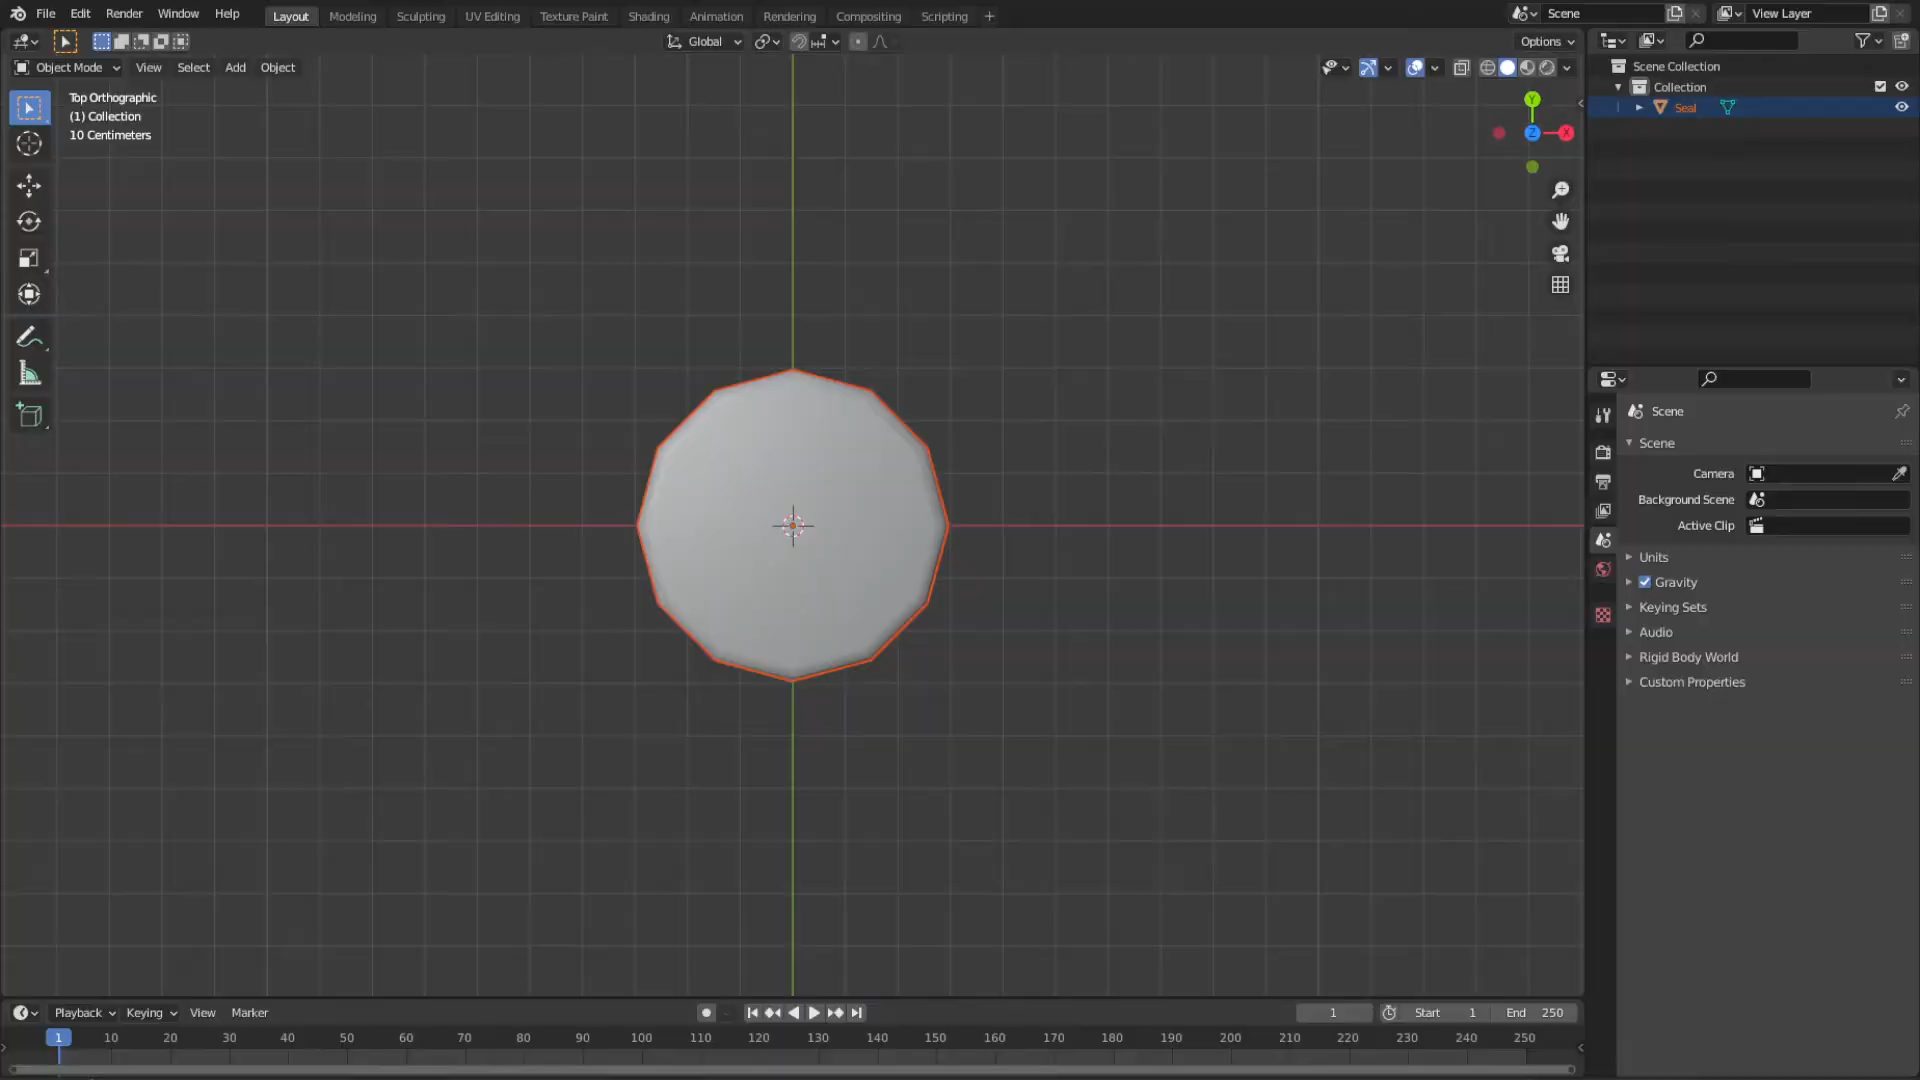 File Edit Render Window Help Layout Modeling Sculpting UV Editing Texture Paint Shading Animation Rendering Compositing Scripting + Scene View Layer
Global Options
Object Mode View Select Add Object
Top Orthographic
(1) Collection
10 Centimeters
Y
Z X
Scene Collection
Collection
Seal
Scene
Scene
Camera
Background Scene
Active Clip
Units
Gravity
Keying Sets
Audio
Rigid Body World
Custom Properties
Playback Keying View Marker 1 Start 1 End 250
1 10 20 30 40 50 60 70 80 90 100 110 120 130 140 150 160 170 180 190 200 210 220 230 240 250